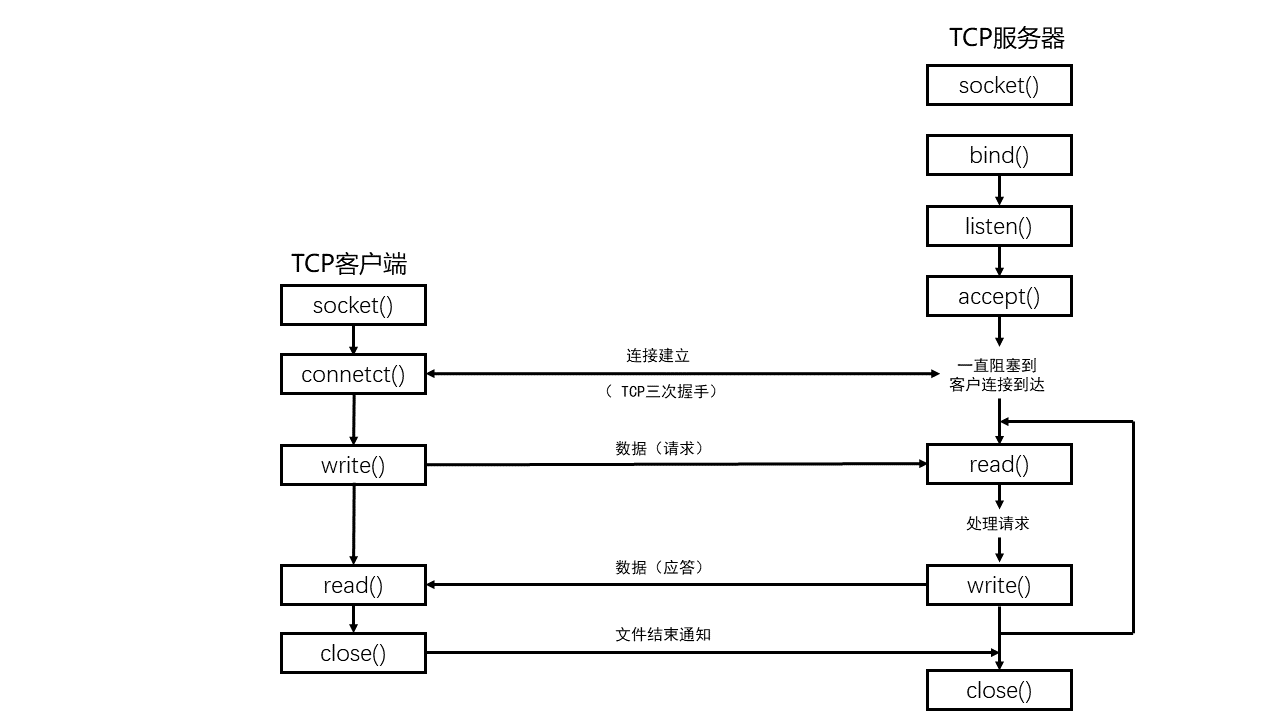 TCP服务器
socket()
bind()
listen()
TCP客户端
accept()
socket()
连接建立
一直阻塞到
connetct()
客户连接到达
（ TCP三次握手）
数据（请求）
write()
read()
处理请求
数据（应答）
read()
write()
文件结束通知
close()
close()